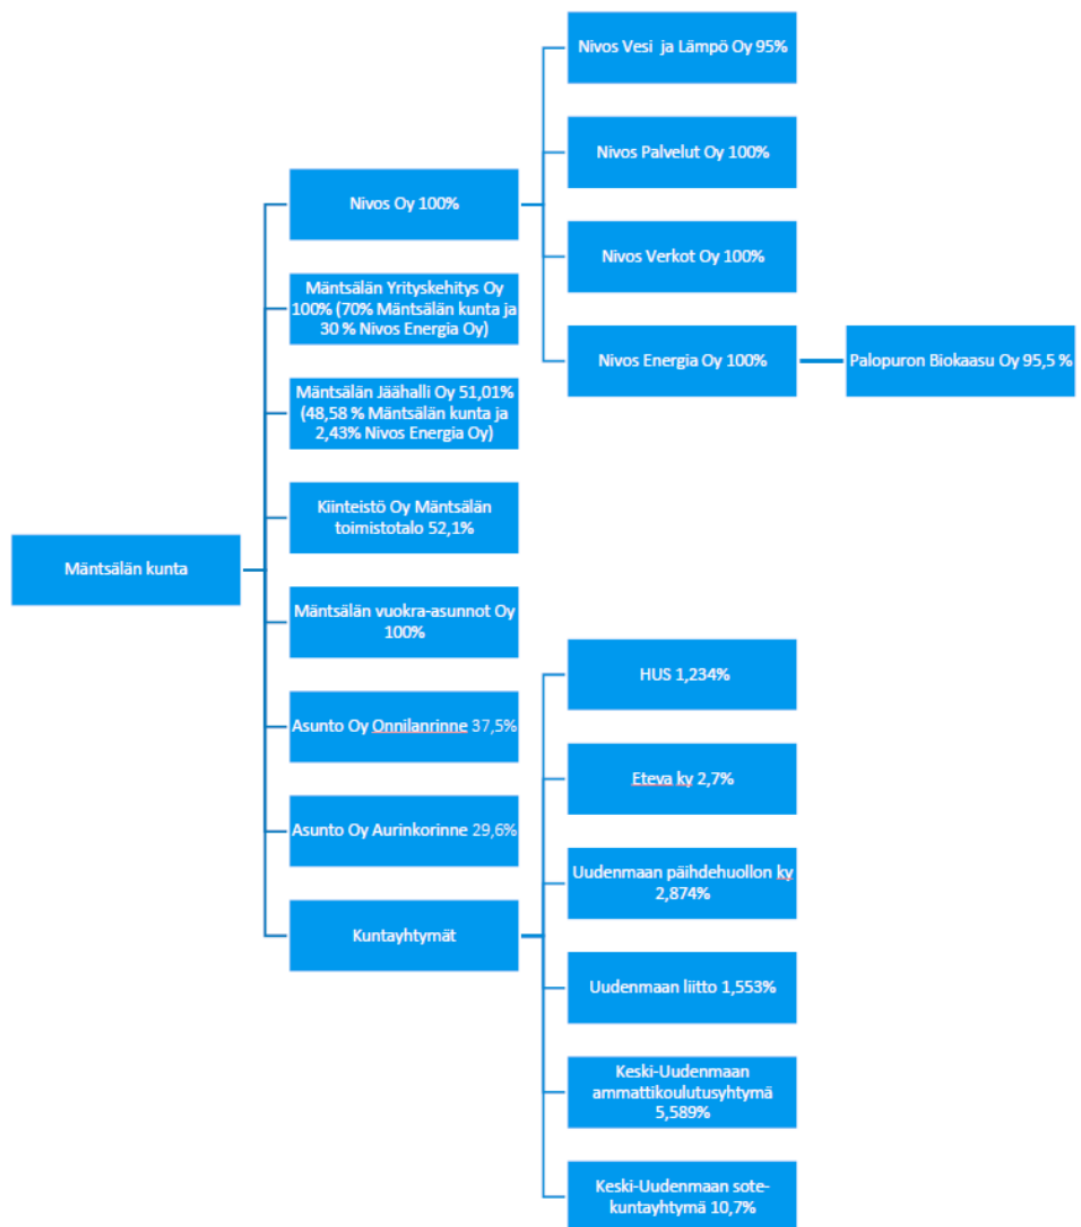 Mäntsälän kunta
Nivos Oy 100%
Nivos Vesi ja Lämpö Oy 95%
Nivos Palvelut Oy 100%
Nivos Verkot Oy 100%
Nivos Energia Oy 100%
Palopuron Biokaasu Oy 95,5 %
Mäntsälän Yrityskehitys Oy
100% (70% Mäntsälän kunta ja
30 % Nivos Energia Oy)
Mäntsälän Jäähalli Oy 51,01%
(48,58 % Mäntsälän kunta ja
2,43% Nivos Energia Oy)
Kiinteistö Oy Mäntsälän
toimistotalo 52,1%
Mäntsälän vuokra-asunnot Oy
100%
Asunto Oy Onnilanrinne 37,5%
Asunto Oy Aurinkorinne 29,6%
Kuntayhtymät
HUS 1,234%
Eteva ky 2,7%
Uudenmaan päihdehuollon ky
2,874%
Uudenmaan liitto 1,553%
Keski-Uudenmaan
ammattikoulutusyhtymä
5,589%
Keski-Uudenmaan sote-
kuntayhtymä 10,7%